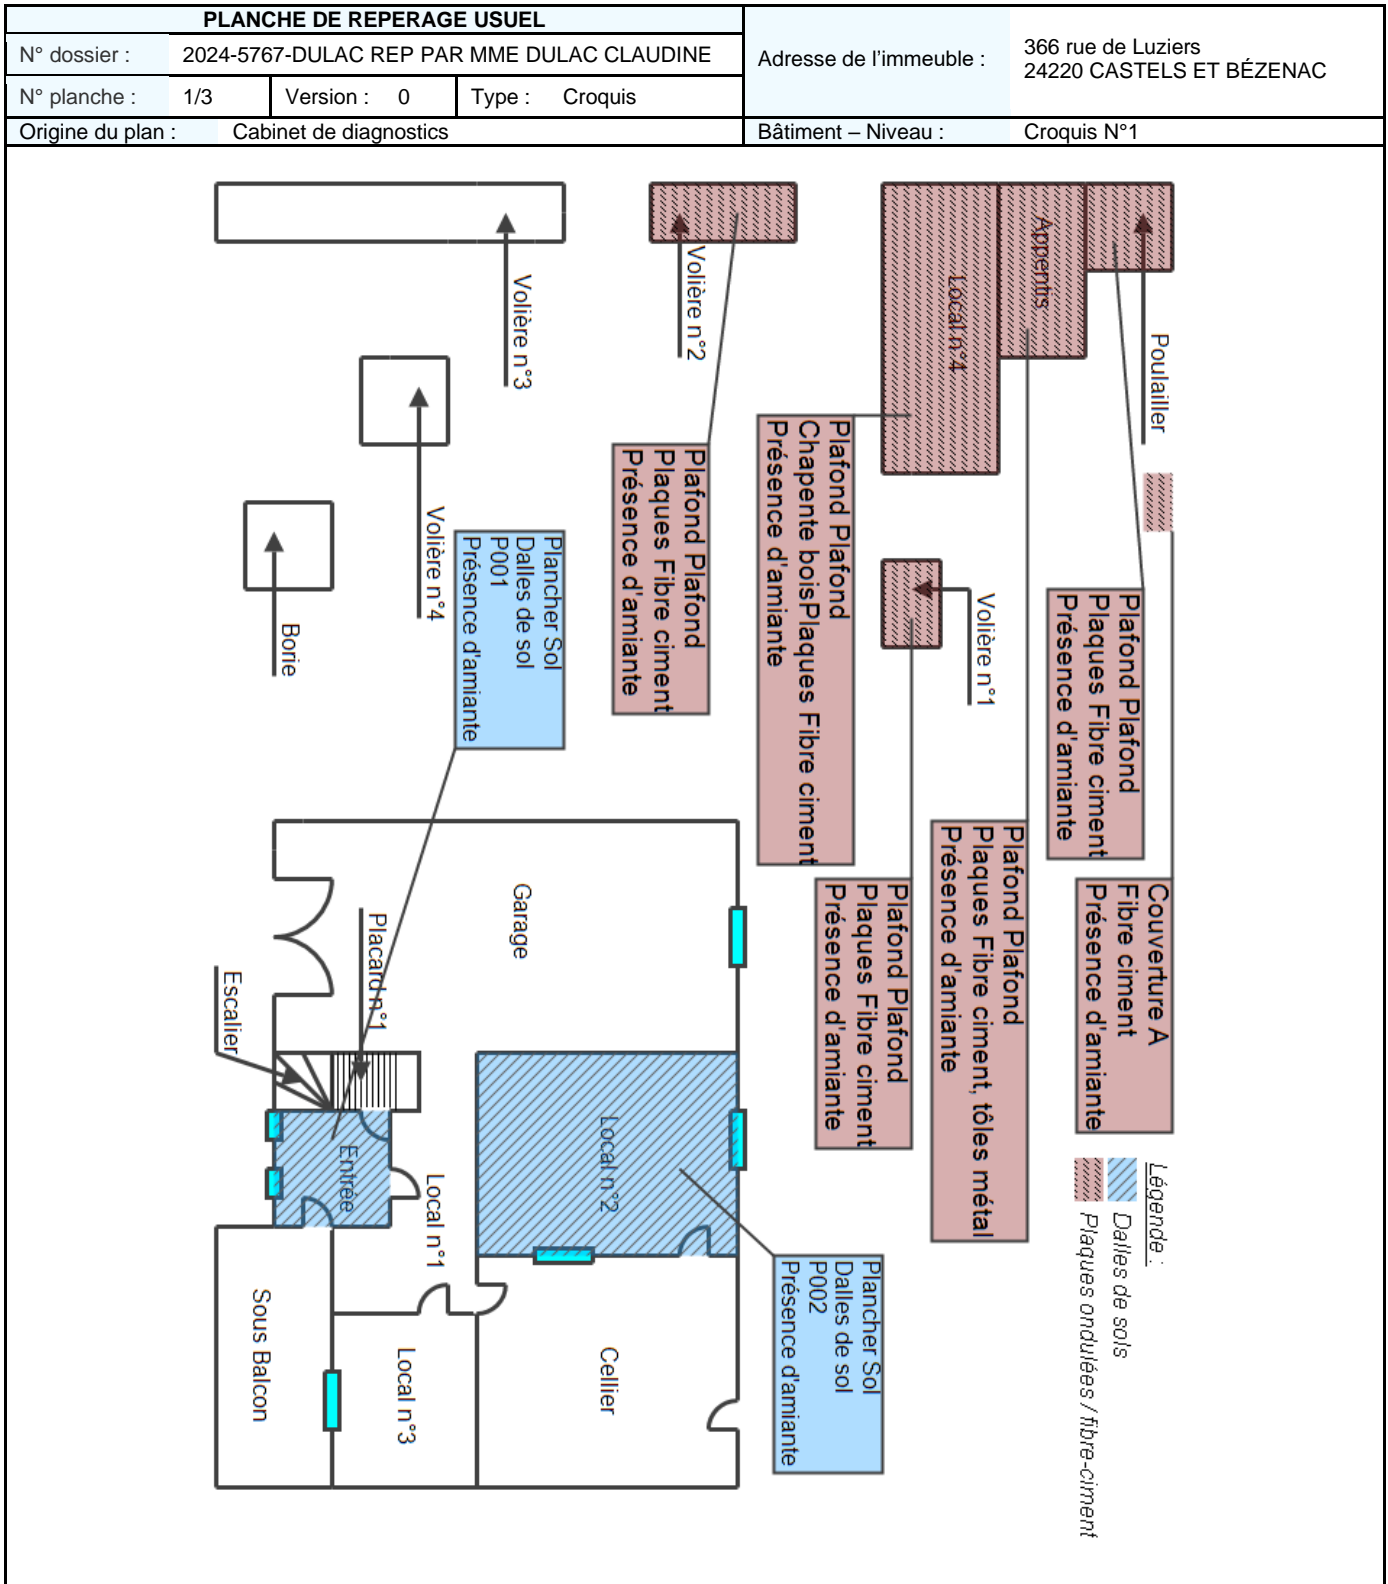 PLANCHE DE REPERAGE USUEL
N° dossier : 2024-5767-DULAC REP PAR MME DULAC CLAUDINE
Adresse de l'immeuble :
366 rue de Luziers
24220 CASTELS ET BÉZENAC
N° planche : 1/3 Version : 0 Type : Croquis
Origine du plan : Cabinet de diagnostics
Bâtiment – Niveau : Croquis N°1
Poulailler
Appentis
Local n°4
Volière n°2
Volière n°3
Volière n°4
Borie
Volière n°1
Plafond Plafond
Plaques Fibre ciment
Présence d'amiante
Couverture A
Fibre ciment
Présence d'amiante
Plafond Plafond
Plaques Fibre ciment, tôles métal
Présence d'amiante
Plafond Plafond
Plaques Fibre ciment
Présence d'amiante
Plafond Plafond
Chapente boisPlaques Fibre ciment
Présence d'amiante
Plafond Plafond
Plaques Fibre ciment
Présence d'amiante
Plancher Sol
Dalles de sol
P001
Présence d'amiante
Garage
Placard n°1
Escalier
Entrée
Local n°1
Local n°2
Plancher Sol
Dalles de sol
P002
Présence d'amiante
Cellier
Local n°3
Sous Balcon
Légende :
Dalles de sols
Plaques ondulées / fibre-ciment